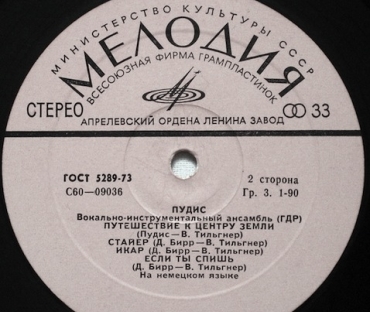 МИНИСТЕРСТВО КУЛЬТУРЫ СССР
МЕЛОДИЯ
ВСЕСОЮЗНАЯ ФИРМА ГРАМПЛАСТИНОК
СТЕРЕО
33
АПРЕЛЕВСКИЙ ОРДЕНА ЛЕНИНА ЗАВОД
ГОСТ 5289-73
2 сторона
С60—09036
Гр. 3. 1-90
ПУДИС
Вокально-инструментальный ансамбль (ГДР)
ПУТЕШЕСТВИЕ К ЦЕНТРУ ЗЕМЛИ
(Пудис—В. Тильгнер)
СТАЙЕР (Д. Бирр—В. Тильгнер)
ИКАР (Д. Бирр—В. Тильгнер)
ЕСЛИ ТЫ СПИШЬ
(Д. Бирр—В. Тильгнер)
На немецком языке